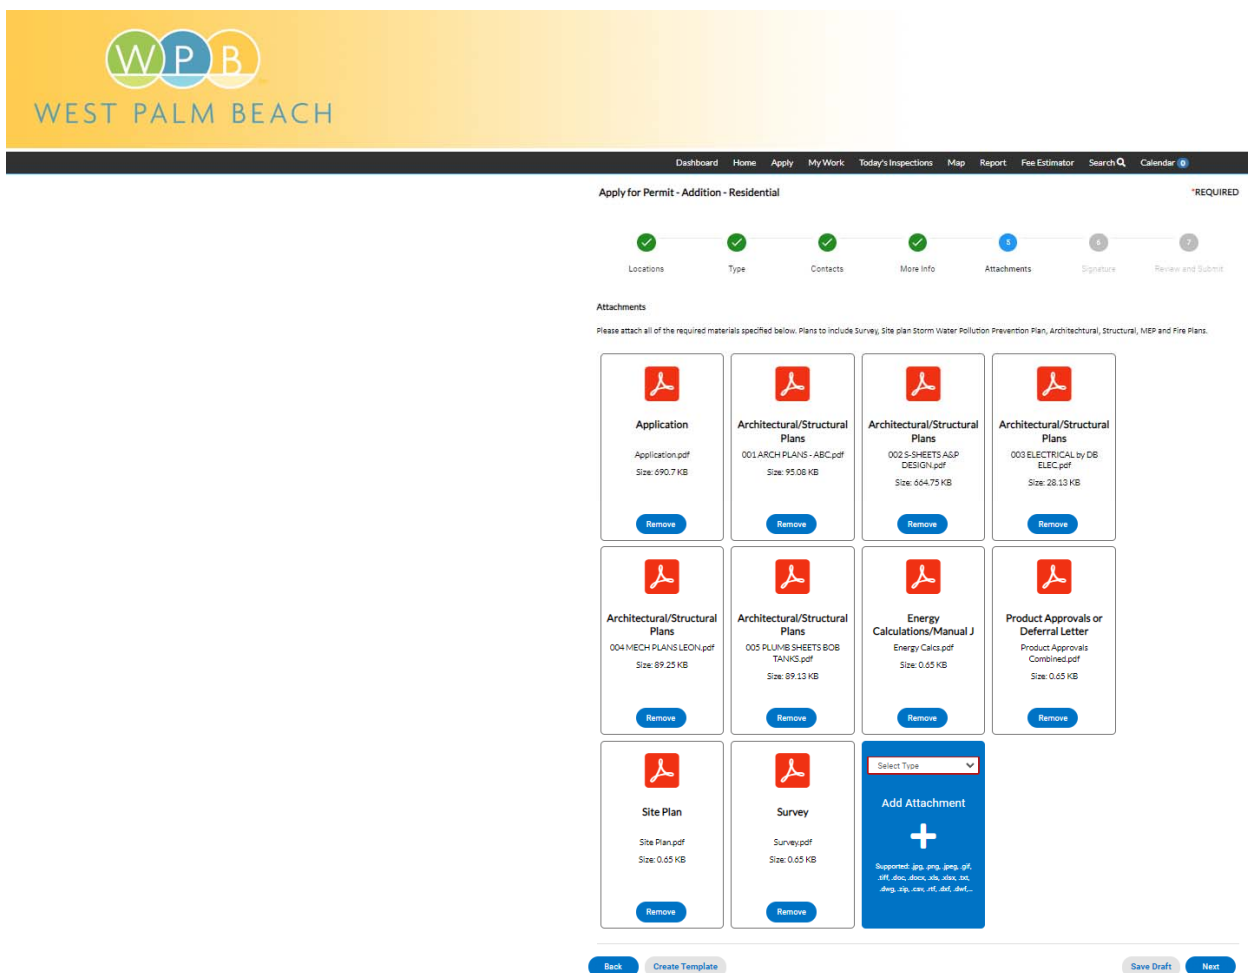 WPB
WEST PALM BEACH
Dashboard Home Apply My Work Today's Inspections Map Report Fee Estimator Search Calendar 0
Apply for Permit - Addition - Residential *REQUIRED
5 6 7
Locations Type Contacts More Info Attachments Signature Review and Submit
Attachments
Please attach all of the required materials specified below. Plans to include Survey, Site plan Storm Water Pollution Prevention Plan, Architechtural, Structural, MEP and Fire Plans.
Application
Application.pdf
Size: 690.7 KB
Remove
Architectural/Structural
Plans
001 ARCH PLANS - ABC.pdf
Size: 95.08 KB
Remove
Architectural/Structural
Plans
002 S-SHEETS A&P
DESIGN.pdf
Size: 664.75 KB
Remove
Architectural/Structural
Plans
003 ELECTRICAL by DB
ELEC.pdf
Size: 28.13 KB
Remove
Architectural/Structural
Plans
004 MECH PLANS LEON.pdf
Size: 89.25 KB
Remove
Architectural/Structural
Plans
005 PLUMB SHEETS BOB
TANKS.pdf
Size: 89.13 KB
Remove
Energy
Calculations/Manual J
Energy Calcs.pdf
Size: 0.65 KB
Remove
Product Approvals or
Deferral Letter
Product Approvals
Combined.pdf
Size: 0.65 KB
Remove
Site Plan
Site Plan.pdf
Size: 0.65 KB
Remove
Survey
Survey.pdf
Size: 0.65 KB
Remove
Select Type
Add Attachment
Supported: .jpg, .png, .jpeg, .gif,
.tiff, .doc, .docx, .xls, .xlsx, .txt,
.dwg, .zip, .csv, .rtf, .dxf, .dwf,...
Back Create Template Save Draft Next